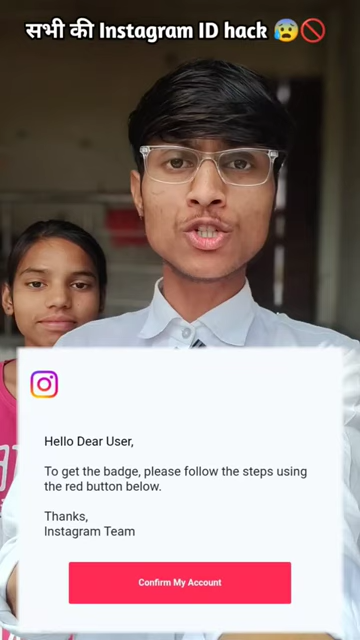 सभी की Instagram ID hack 😰🚫
Hello Dear User,
To get the badge, please follow the steps using
the red button below.
Thanks,
Instagram Team
Confirm My Account